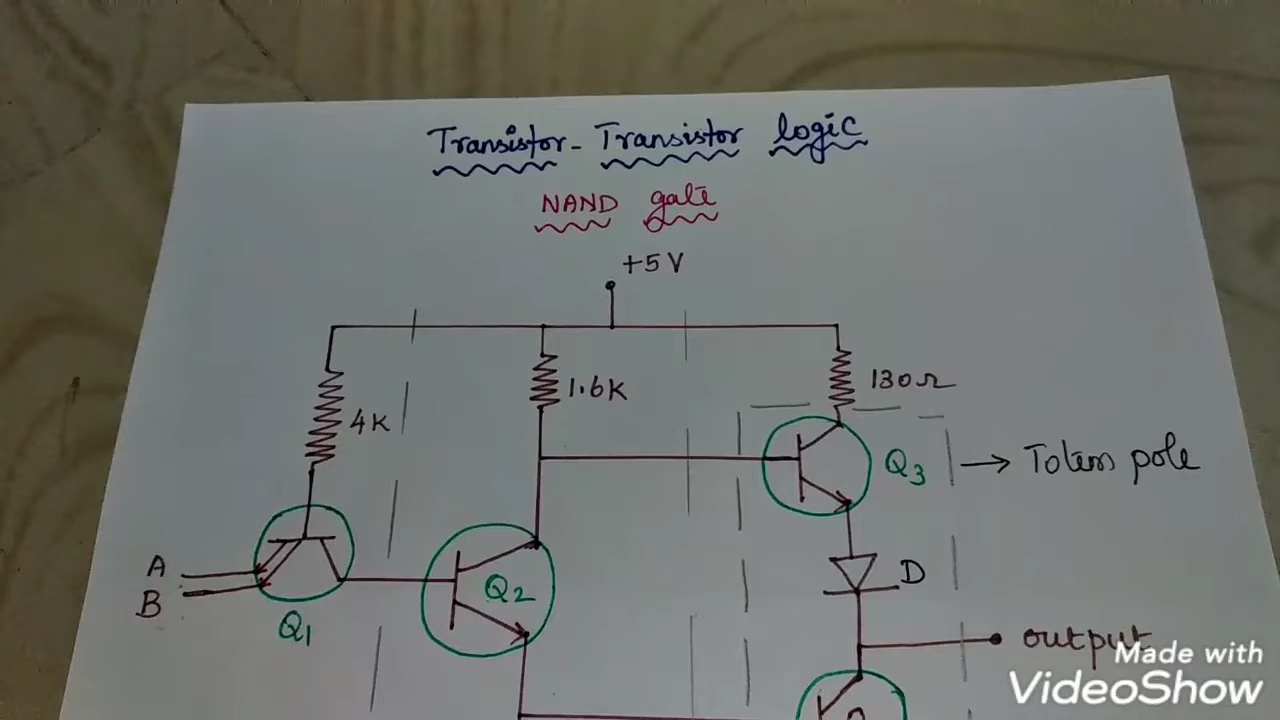 Transistor-Transistor logic
NAND gate
+5V
1.6K
130Ω
4K
Q3
→ Totem pole
A
B
Q1
Q2
D
output
Made with
VideoShow